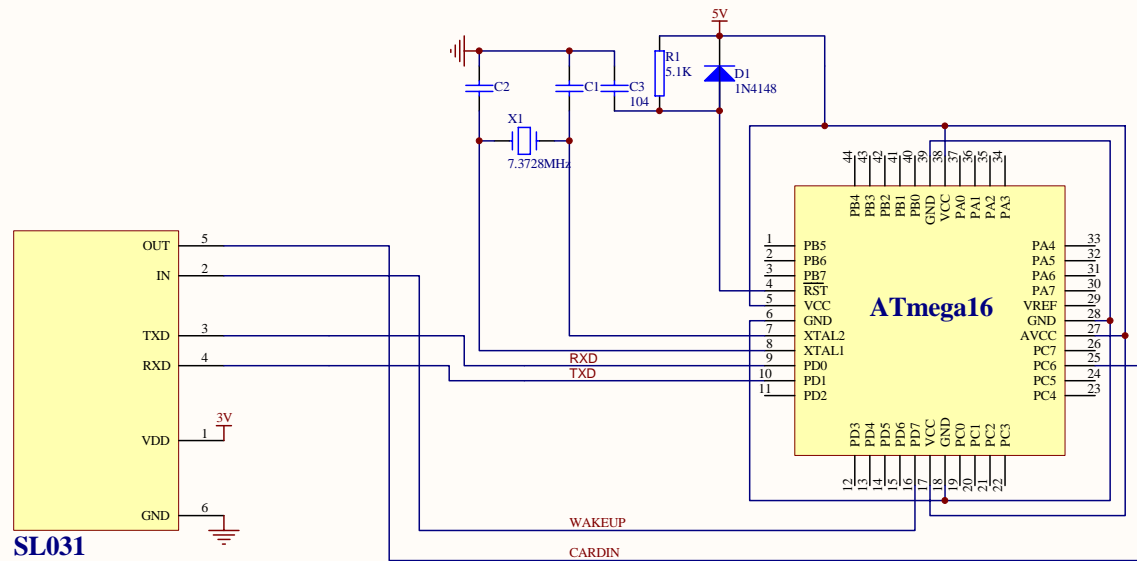 5V
R1
5.1K
D1
1N4148
C2
C1
C3
104
X1
7.3728MHz
44 43 42 41 40 39 38 37 36 35 34
PB4 PB3 PB2 PB1 PB0 GND VCC PA0 PA1 PA2 PA3
OUT 5
IN 2
TXD 3
RXD 4
VDD 1
3V
GND 6
SL031
1 PB5
2 PB6
3 PB7
4 RST
5 VCC
6 GND
7 XTAL2
8 XTAL1
9 PD0
10 PD1
11 PD2
RXD
TXD
ATmega16
PA4 33
PA5 32
PA6 31
PA7 30
VREF 29
GND 28
AVCC 27
PC7 26
PC6 25
PC5 24
PC4 23
PD3 PD4 PD5 PD6 PD7 VCC GND PC0 PC1 PC2 PC3
12 13 14 15 16 17 18 19 20 21 22
WAKEUP
CARDIN